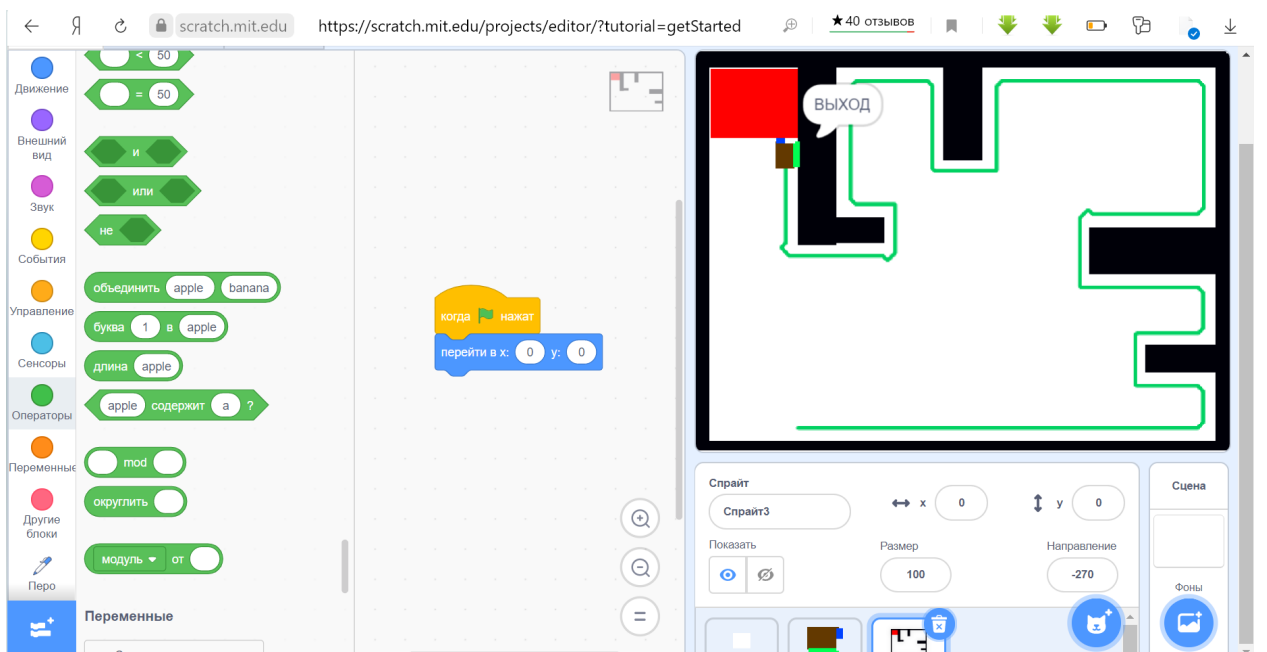 Я scratch.mit.edu https://scratch.mit.edu/projects/editor/?tutorial=getStarted ★40 отзывов
Движение
Внешний
вид
Звук
События
Управление
Сенсоры
Операторы
Переменные
Другие
блоки
Перо
< 50
= 50
и
или
не
объединить apple banana
буква 1 в apple
длина apple
apple содержит a ?
mod
округлить
модуль от
Переменные
когда нажат
перейти в x: 0 y: 0
ВЫХОД
Спрайт
Спрайт3
x 0
y 0
Показать
Размер
100
Направление
-270
Сцена
Фоны